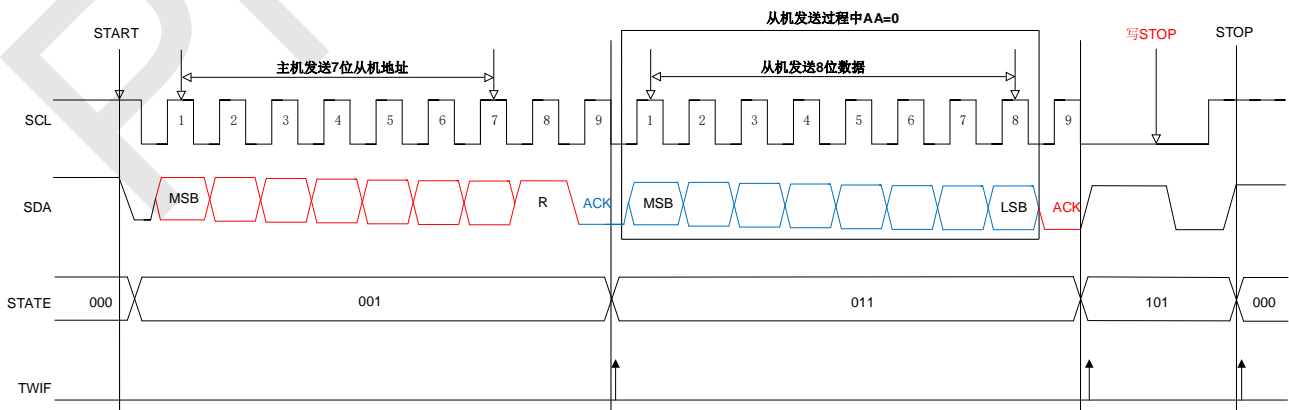 从机发送过程中AA=0
START
写STOP
STOP
主机发送7位从机地址
从机发送8位数据
SCL
1 2 3 4 5 6 7 8 9 1 2 3 4 5 6 7 8 9
SDA
MSB R ACK MSB LSB ACK
STATE 000 001 011 101 000
TWIF